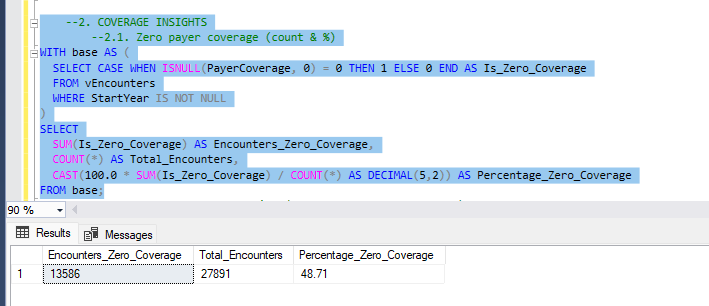 --2. COVERAGE INSIGHTS
--2.1. Zero payer coverage (count & %)
WITH base AS (
SELECT CASE WHEN ISNULL(PayerCoverage, 0) = 0 THEN 1 ELSE 0 END AS Is_Zero_Coverage
FROM vEncounters
WHERE StartYear IS NOT NULL
)
SELECT
SUM(Is_Zero_Coverage) AS Encounters_Zero_Coverage,
COUNT(*) AS Total_Encounters,
CAST(100.0 * SUM(Is_Zero_Coverage) / COUNT(*) AS DECIMAL(5,2)) AS Percentage_Zero_Coverage
FROM base;
90 %
Results Messages
Encounters_Zero_Coverage Total_Encounters Percentage_Zero_Coverage
1 13586 27891 48.71